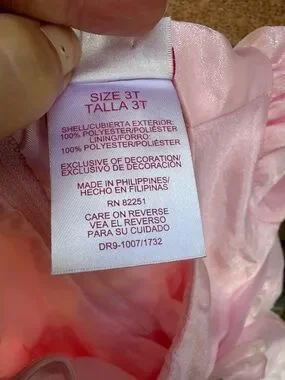 SIZE 3T
TALLA 3T
SHELL/CUBIERTA EXTERIOR:
100% POLYESTER/POLIÉSTER
LINING/FORRO:
100% POLYESTER/POLIÉSTER
EXCLUSIVE OF DECORATION/
EXCLUSIVO DE DECORACIÓN
MADE IN PHILIPPINES/
HECHO EN FILIPINAS
RN 82251
CARE ON REVERSE
VEA EL REVERSO
PARA SU CUIDADO
DR9-1007/1732